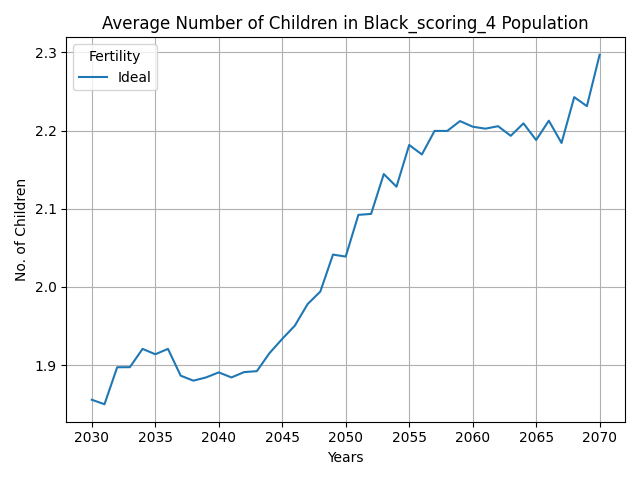 Average Number of Children in Black_scoring_4 Population
Fertility
Ideal
2.3
2.2
2.1
2.0
1.9
No. of Children
2030 2035 2040 2045 2050 2055 2060 2065 2070
Years